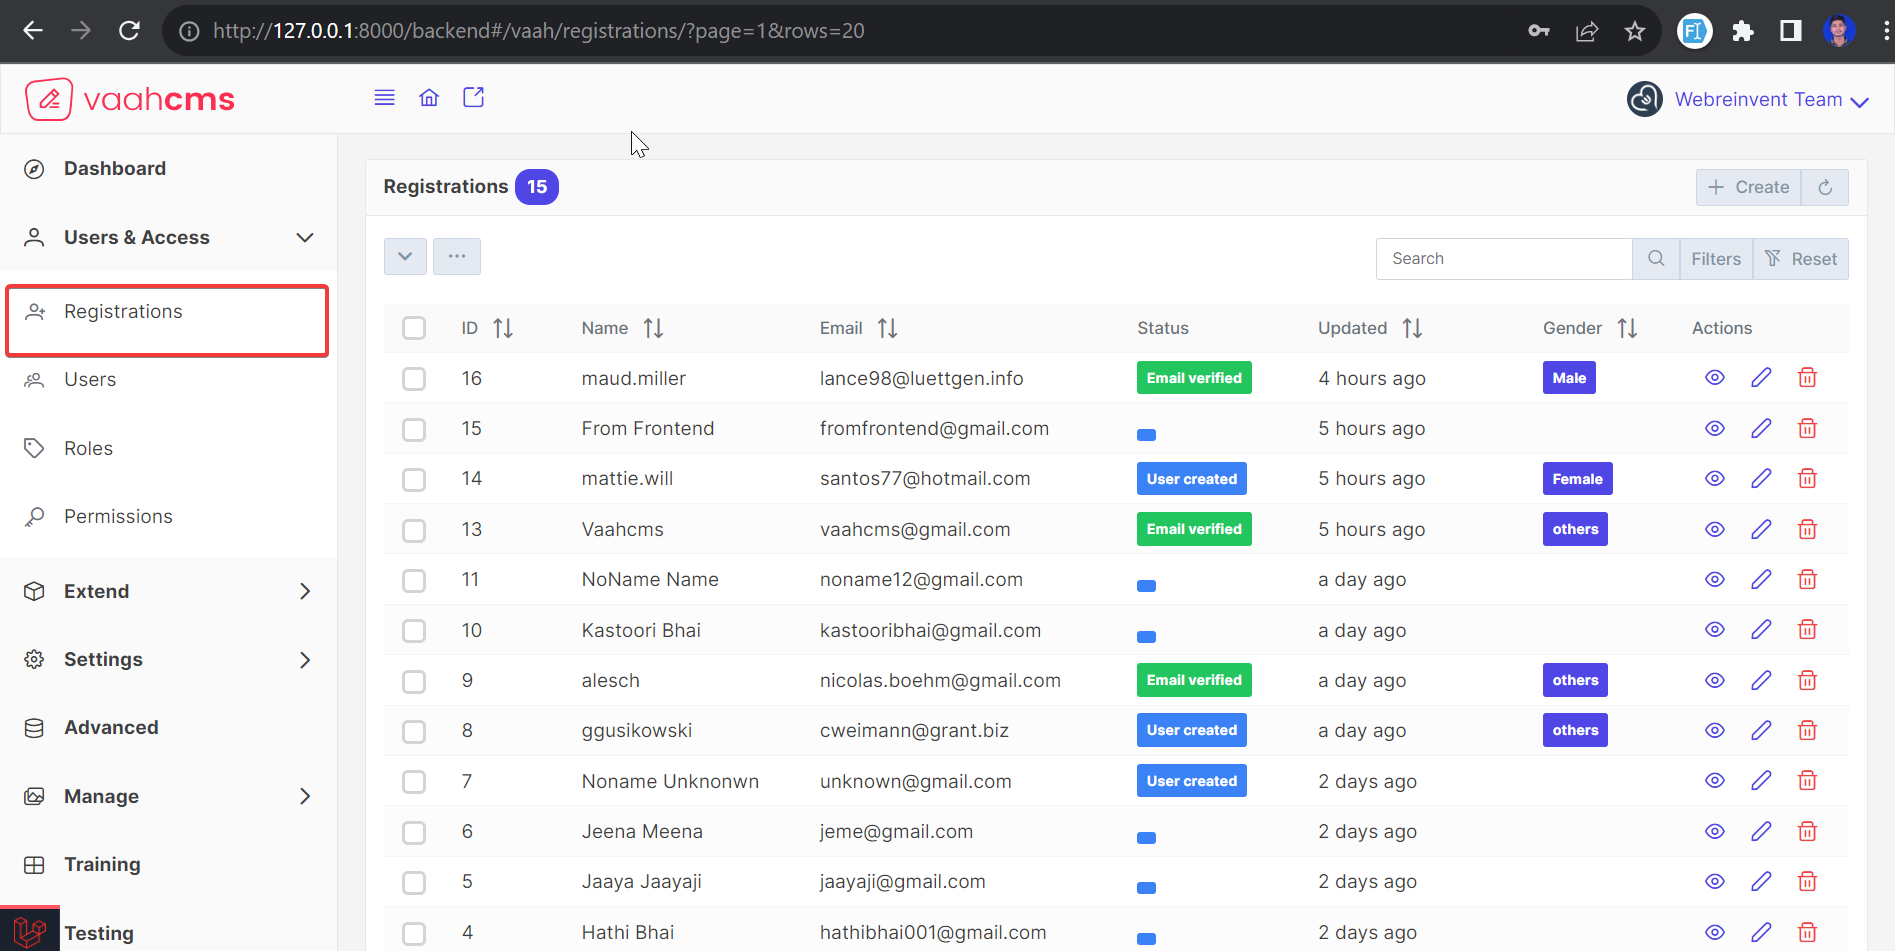 http://127.0.0.1:8000/backend#/vaah/registrations/?page=1&rows=20
vaahcms
Webreinvent Team
Dashboard
Users & Access
Registrations
Users
Roles
Permissions
Extend
Settings
Advanced
Manage
Training
Testing
Registrations 15
Create
Search Filters Reset
ID Name Email Status Updated Gender Actions
16 maud.miller lance98@luettgen.info Email verified 4 hours ago Male
15 From Frontend fromfrontend@gmail.com 5 hours ago
14 mattie.will santos77@hotmail.com User created 5 hours ago Female
13 Vaahcms vaahcms@gmail.com Email verified 5 hours ago others
11 NoName Name noname12@gmail.com a day ago
10 Kastoori Bhai kastooribhai@gmail.com a day ago
9 alesch nicolas.boehm@gmail.com Email verified a day ago others
8 ggusikowski cweimann@grant.biz User created a day ago others
7 Noname Unknonwn unknown@gmail.com User created 2 days ago
6 Jeena Meena jeme@gmail.com 2 days ago
5 Jaaya Jaayaji jaayaji@gmail.com 2 days ago
4 Hathi Bhai hathibhai001@gmail.com 2 days ago